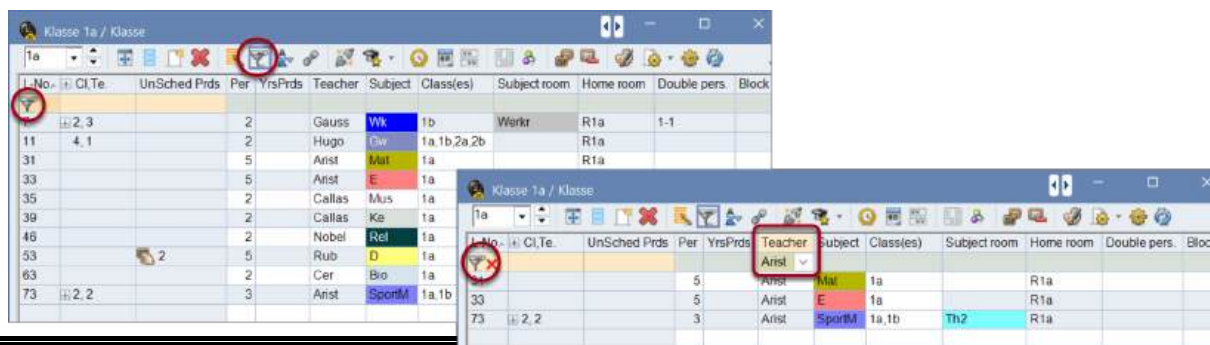 Klasse 1a / Klasse
1a
L-No. Cl,Te. UnSched Prds Per YrsPrds Teacher Subject Class(es) Subject room Home room Double pers. Block
2, 3 2 Gauss Wk 1b Werkr R1a 1-1
11 4, 1 2 Hugo Gw 1a,1b,2a,2b R1a
31 5 Arist Mat 1a R1a
33 5 Arist E 1a
35 2 Callas Mus 1a
39 2 Callas Ke 1a
46 2 Nobel Rel 1a
53 2 5 Rub D 1a
63 2 Cer Bio 1a
73 2, 2 3 Arist SportM 1a,1b
Klasse 1a / Klasse
1a
L-No. Cl,Te. UnSched Prds Per YrsPrds Teacher Subject Class(es) Subject room Home room Double pers. Bloc
Arist
5 Arist Mat 1a R1a
33 5 Arist E 1a R1a
73 2, 2 3 Arist SportM 1a,1b Th2 R1a